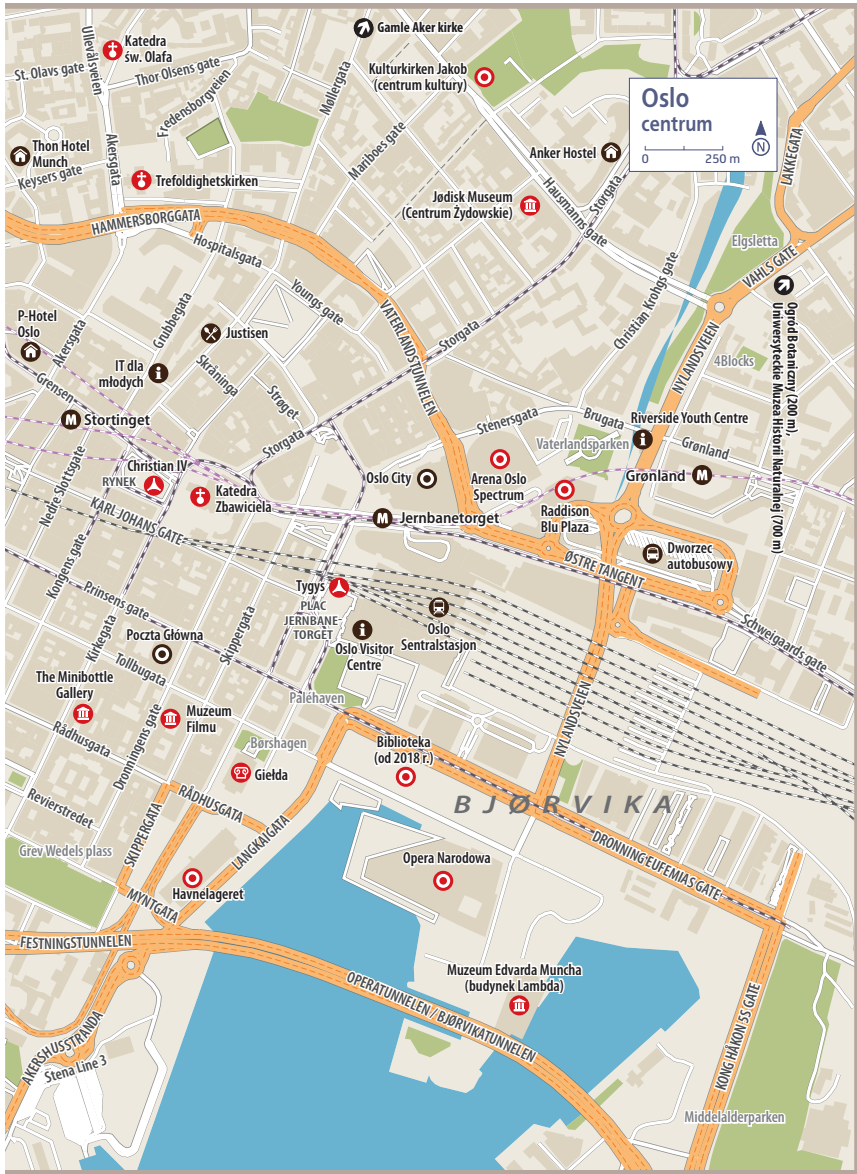 Gamle Aker kirke
Katedra
św. Olafa
Ullevålsveien
St. Olavs gate
Thor Olsens gate
Fredensborgveien
Møllergata
Kulturkirken Jakob
(centrum kultury)
Oslo
centrum
0
250 m
N
LAKKEGATA
Thon Hotel
Munch
Keysers gate
Akersgata
Trefoldighetskirken
Mariboes gate
Anker Hostel
Storgata
Jødisk Museum
(Centrum Żydowskie)
Hausmanns gate
HAMMERSBORGGATA
Hospitalsgata
Elgsletta
VAHLS GATE
Christian Krohgs gate
Youngs gate
VATERLANDSTUNNELEN
Ogród Botaniczny (200 m),
Uniwersyteckie Muzea Historii Naturalnej (700 m)
P-Hotel
Oslo
Akersgata
Grubbegata
Justisen
Storgata
NYLANDSVEIEN
4Blocks
IT dla
młodych
Skråninga
Strøget
Grensen
Stenersgata
Brugata
Riverside Youth Centre
M
Stortinget
Storgata
Vaterlandsparken
Grønland
Nedre Slottsgate
Christian IV
RYNEK
Katedra
Zbawiciela
Oslo City
Arena Oslo
Spectrum
Grønland
M
KARL JOHANS GATE
M
Jernbanetorget
Raddison
Blu Plaza
Dworzec
autobusowy
ØSTRE TANGENT
Kongens gate
Prinsens gate
Tygys
PLAC
JERNBANE-
TORGET
Oslo Visitor
Centre
Oslo
Sentralstasjon
Schweigaards gate
Kirkegata
Skippergata
Poczta Główna
Tollbugata
The Minibottle
Gallery
Muzeum
Filmu
Paléhaven
NYLANDSVEIEN
Rådhusgata
Dronningens gate
Børshagen
Giełda
Biblioteka
(od 2018 r.)
BJØRVIKA
Revierstredet
RÅDHUSGATA
LANGKAIGATA
SKIPPERGATA
Grev Wedels plass
Havnelageret
Opera Narodowa
DRONNING EUFEMIAS GATE
MYNTGATA
FESTNINGSTUNNELEN
OPERATUNNELEN/BJØRVIKATUNNELEN
Muzeum Edvarda Muncha
(budynek Lambda)
KONG HÅKON 5S GATE
AKERSHUSSTRANDA
Stena Line 3
Middelalderparken